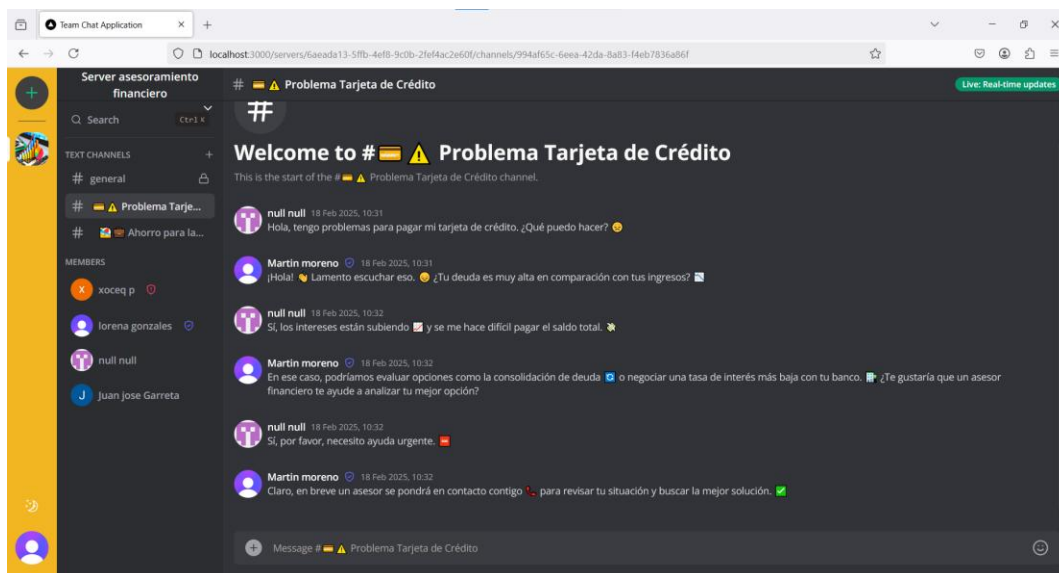 Team Chat Application
localhost:3000/servers/6aeada13-5ffb-4ef8-9c0b-2fef4ac2e60f/channels/994af65c-6eea-42da-8a83-f4eb7836a86f
Server asesoramiento
financiero
Search Ctrl K
TEXT CHANNELS
# general
# 💳⚠️ Problema Tarje...
# Ahorro para la...
MEMBERS
X xoceq p
lorena gonzales
null null
J Juan jose Garreta
# 💳⚠️ Problema Tarjeta de Crédito
Live: Real-time updates
#
Welcome to #💳⚠️ Problema Tarjeta de Crédito
This is the start of the #💳⚠️ Problema Tarjeta de Crédito channel.
null null 18 Feb 2025, 10:31
Hola, tengo problemas para pagar mi tarjeta de crédito. ¿Qué puedo hacer?
Martin moreno 18 Feb 2025, 10:31
¡Hola! 👋 Lamento escuchar eso. ¿Tu deuda es muy alta en comparación con tus ingresos? 📉
null null 18 Feb 2025, 10:32
Sí, los intereses están subiendo 📈 y se me hace difícil pagar el saldo total. 💸
Martin moreno 18 Feb 2025, 10:32
En ese caso, podríamos evaluar opciones como la consolidación de deuda 🔄 o negociar una tasa de interés más baja con tu banco. ¿Te gustaría que un asesor
financiero te ayude a analizar tu mejor opción?
null null 18 Feb 2025, 10:32
Sí, por favor, necesito ayuda urgente. 🆘
Martin moreno 18 Feb 2025, 10:32
Claro, en breve un asesor se pondrá en contacto contigo 📞 para revisar tu situación y buscar la mejor solución. ✅
Message #💳⚠️ Problema Tarjeta de Crédito